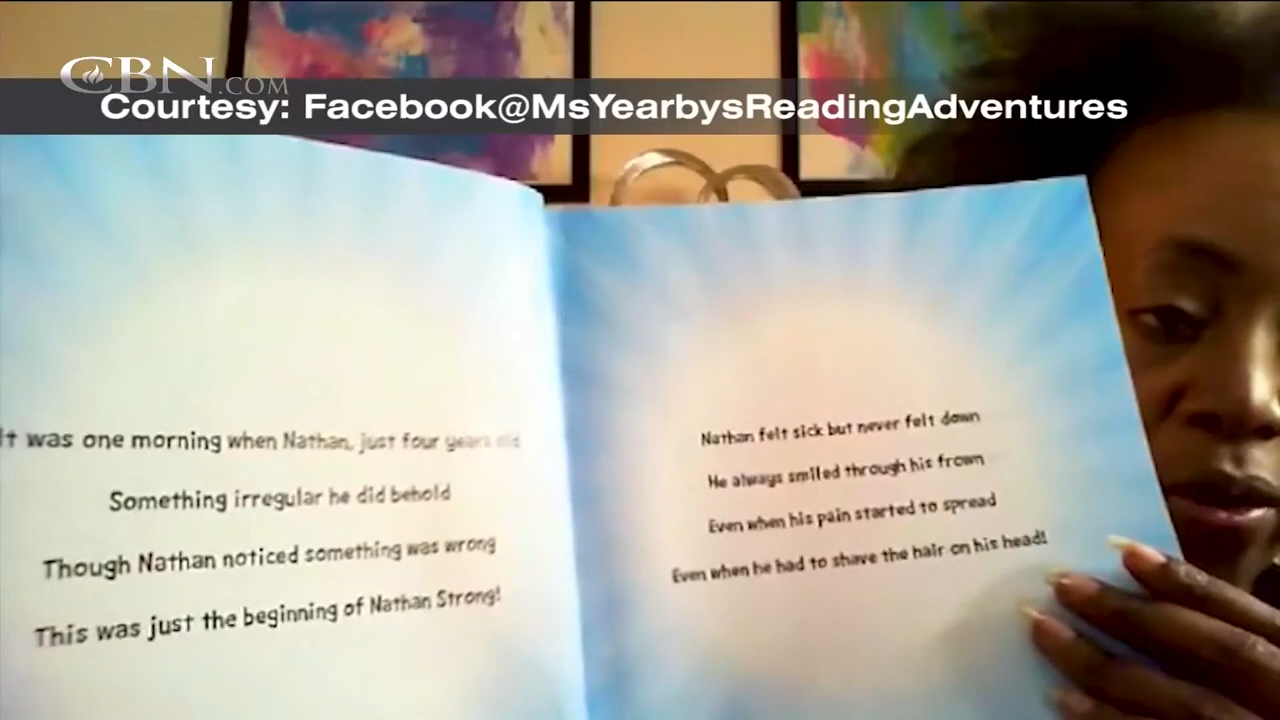 CBN.COM
Courtesy: Facebook@MsYearbysReadingAdventures
It was one morning when Nathan, just four years old
Something irregular he did behold
Though Nathan noticed something was wrong
This was just the beginning of Nathan Strong!
Nathan felt sick but never felt down
He always smiled through his frown
Even when his pain started to spread
Even when he had to shave the hair on his head!